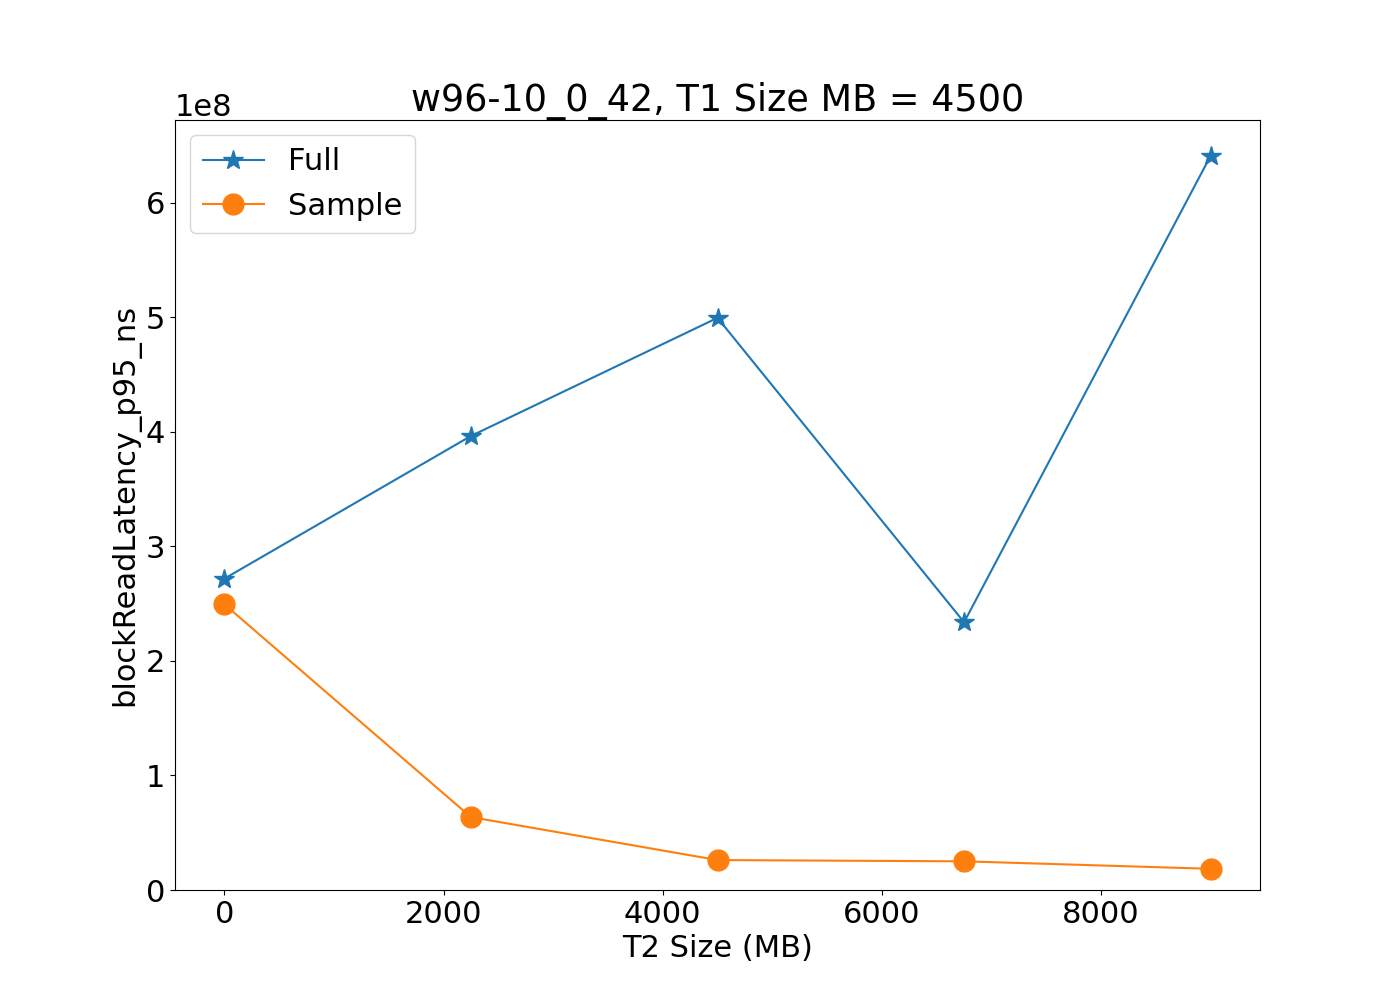 w96-10_0_42, T1 Size MB = 4500
1e8
Full
Sample
6
5
4
3
2
1
0
blockReadLatency_p95_ns
0 2000 4000 6000 8000
T2 Size (MB)